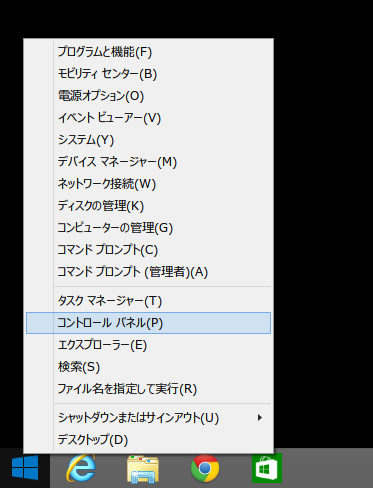 プログラムと機能(F)
モビリティ センター(B)
電源オプション(O)
イベント ビューアー(V)
システム(Y)
デバイス マネージャー(M)
ネットワーク接続(W)
ディスクの管理(K)
コンピューターの管理(G)
コマンド プロンプト(C)
コマンド プロンプト (管理者)(A)
タスク マネージャー(T)
コントロール パネル(P)
エクスプローラー(E)
検索(S)
ファイル名を指定して実行(R)
シャットダウンまたはサインアウト(U)
デスクトップ(D)